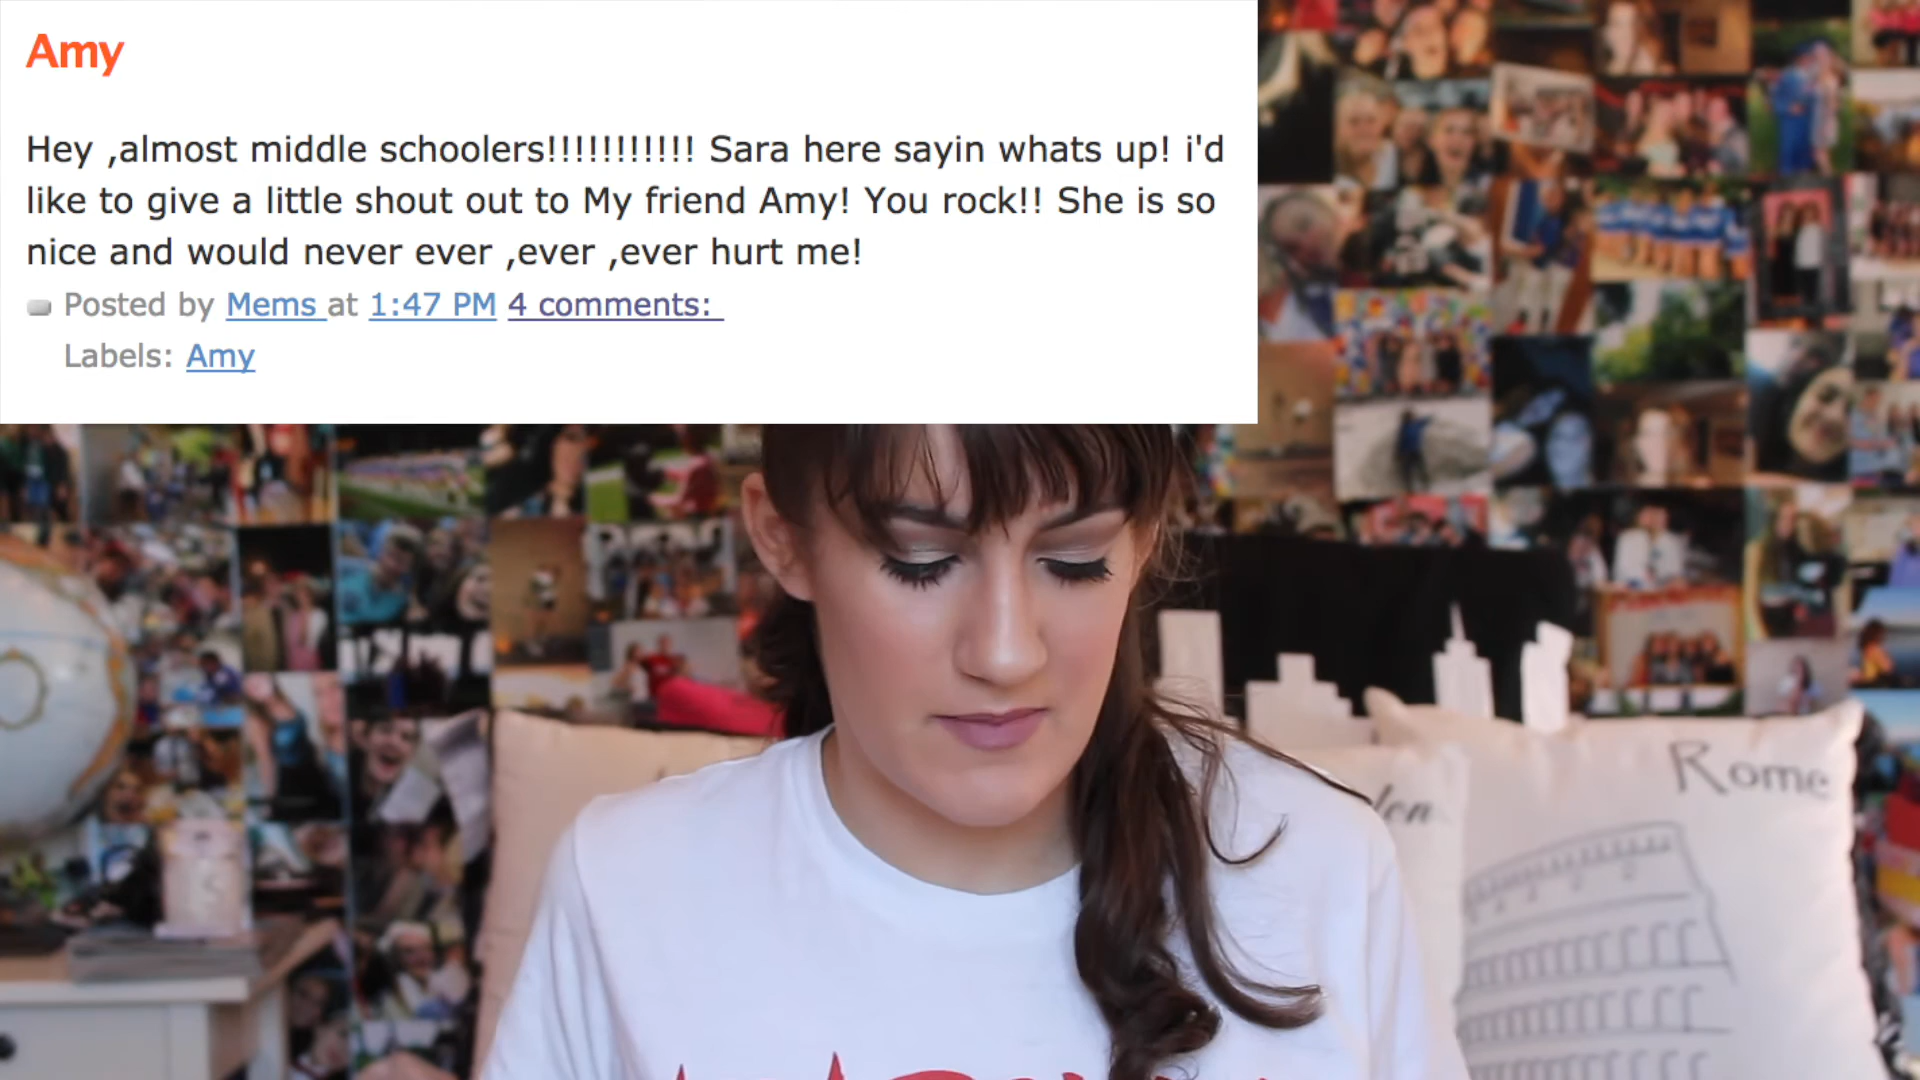 Amy
Hey ,almost middle schoolers!!!!!!!!!!! Sara here sayin whats up! i'd
like to give a little shout out to My friend Amy! You rock!! She is so
nice and would never ever ,ever ,ever hurt me!
Posted by Mems at 1:47 PM 4 comments:
Labels: Amy
Rome